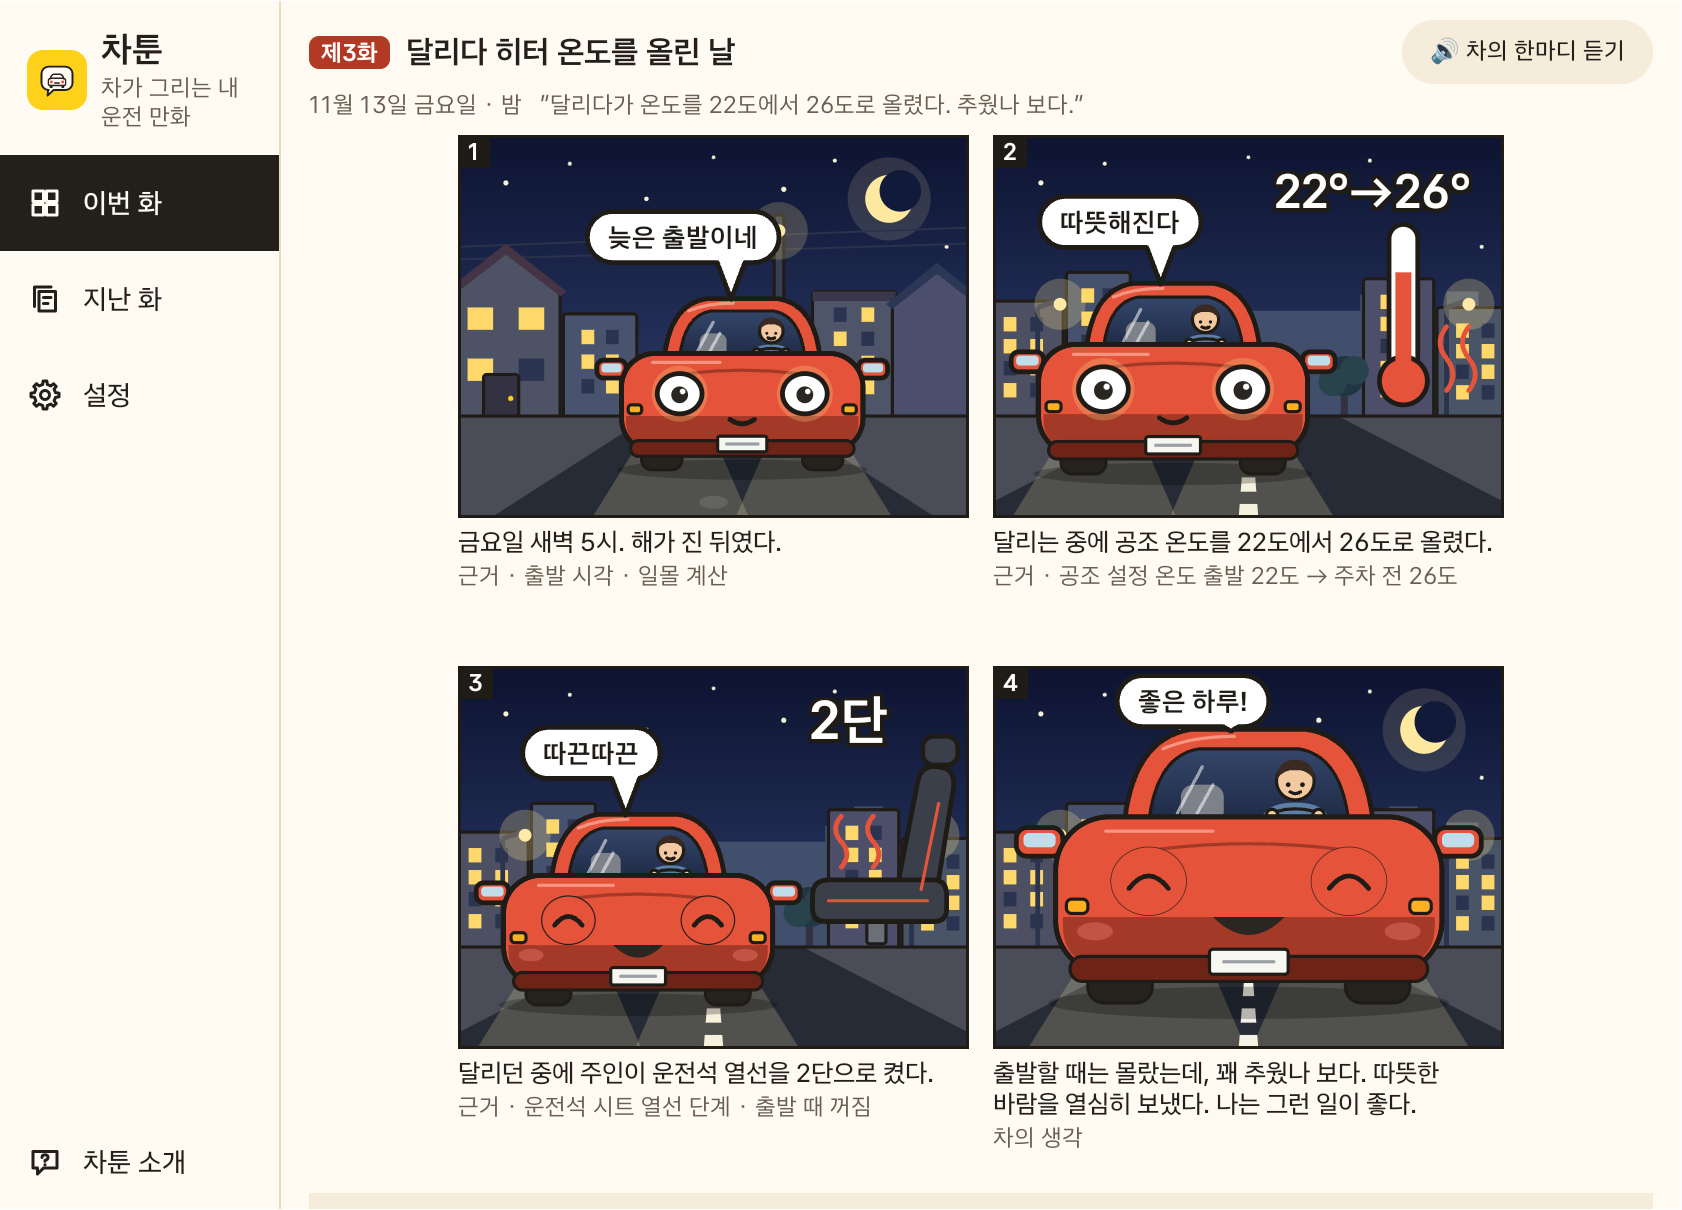 차툰
차가 그리는 내
운전 만화
이번 화
지난 화
설정
차툰 소개
제3화 달리다 히터 온도를 올린 날
🔊 차의 한마디 듣기
11월 13일 금요일 · 밤 "달리다가 온도를 22도에서 26도로 올렸다. 추웠나 보다."
1
늦은 출발이네
금요일 새벽 5시. 해가 진 뒤였다.
근거 · 출발 시각 · 일몰 계산
2
22°→26°
따뜻해진다
달리는 중에 공조 온도를 22도에서 26도로 올렸다.
근거 · 공조 설정 온도 출발 22도 → 주차 전 26도
3
2단
따끈따끈
달리던 중에 주인이 운전석 열선을 2단으로 켰다.
근거 · 운전석 시트 열선 단계 · 출발 때 꺼짐
4
좋은 하루!
출발할 때는 몰랐는데, 꽤 추웠나 보다. 따뜻한
바람을 열심히 보냈다. 나는 그런 일이 좋다.
차의 생각